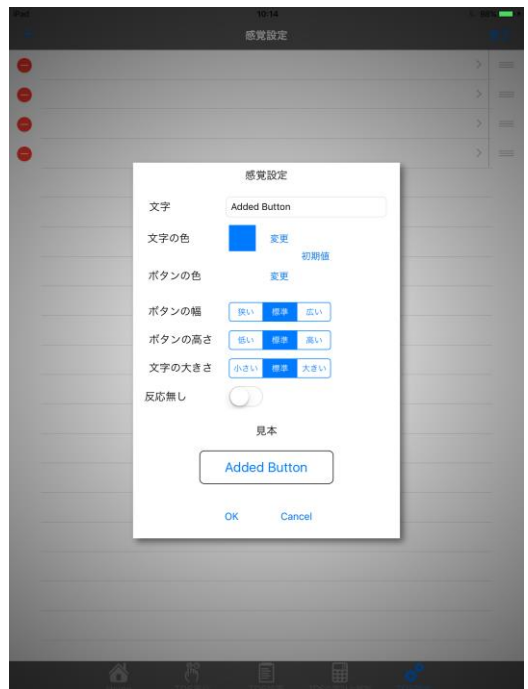 iPad 10:14
感覚設定
感覚設定
文字 Added Button
文字の色 変更
初期値
ボタンの色 変更
ボタンの幅 狭い 標準 広い
ボタンの高さ 低い 標準 高い
文字の大きさ 小さい 標準 大きい
反応無し
見本
Added Button
OK Cancel